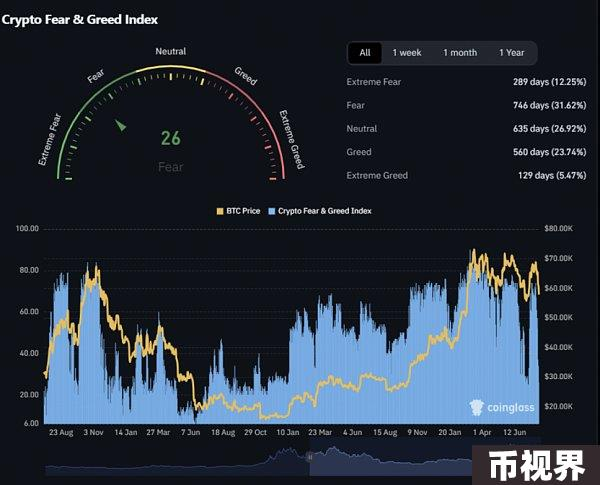 Crypto Fear & Greed Index
All 1 week 1 month 1 Year
Extreme Fear
Fear
Neutral
Greed
Extreme Greed
26
Fear
Extreme Fear 289 days (12.25%)
Fear 746 days (31.62%)
Neutral 635 days (26.92%)
Greed 560 days (23.74%)
Extreme Greed 129 days (5.47%)
BTC Price Crypto Fear & Greed Index
100.00 $80.00K
80.00 $70.00K
60.00 $60.00K
40.00 $50.00K
20.00 $40.00K
6.00 $30.00K
$20.00K
coinglass
23 Aug 3 Nov 14 Jan 27 Mar 7 Jun 18 Aug 29 Oct 10 Jan 23 Mar 4 Jun 15 Aug 9 Nov 20 Jan 1 Apr 12 Jun
币视界